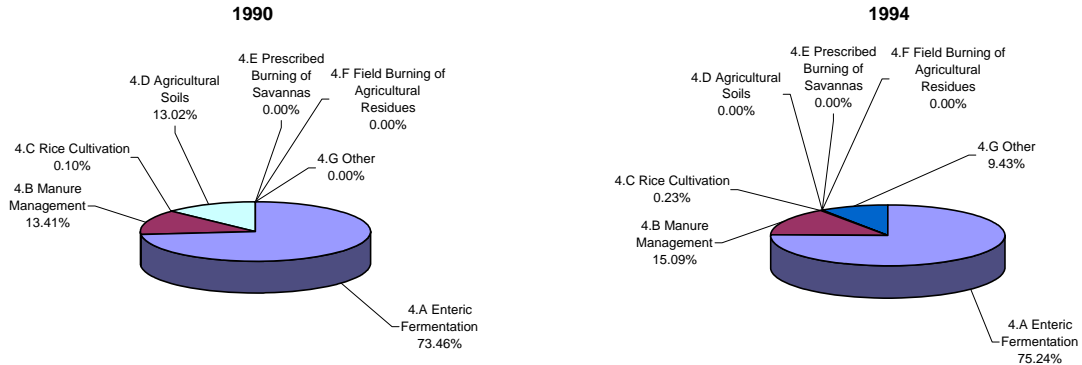 1990
4.E Prescribed
Burning of
Savannas
0.00%
4.F Field Burning of
Agricultural
Residues
0.00%
4.D Agricultural
Soils
13.02%
4.C Rice Cultivation
0.10%
4.G Other
0.00%
4.B Manure
Management
13.41%
4.A Enteric
Fermentation
73.46%
1994
4.E Prescribed
Burning of
Savannas
0.00%
4.F Field Burning of
Agricultural
Residues
0.00%
4.D Agricultural
Soils
0.00%
4.G Other
9.43%
4.C Rice Cultivation
0.23%
4.B Manure
Management
15.09%
4.A Enteric
Fermentation
75.24%